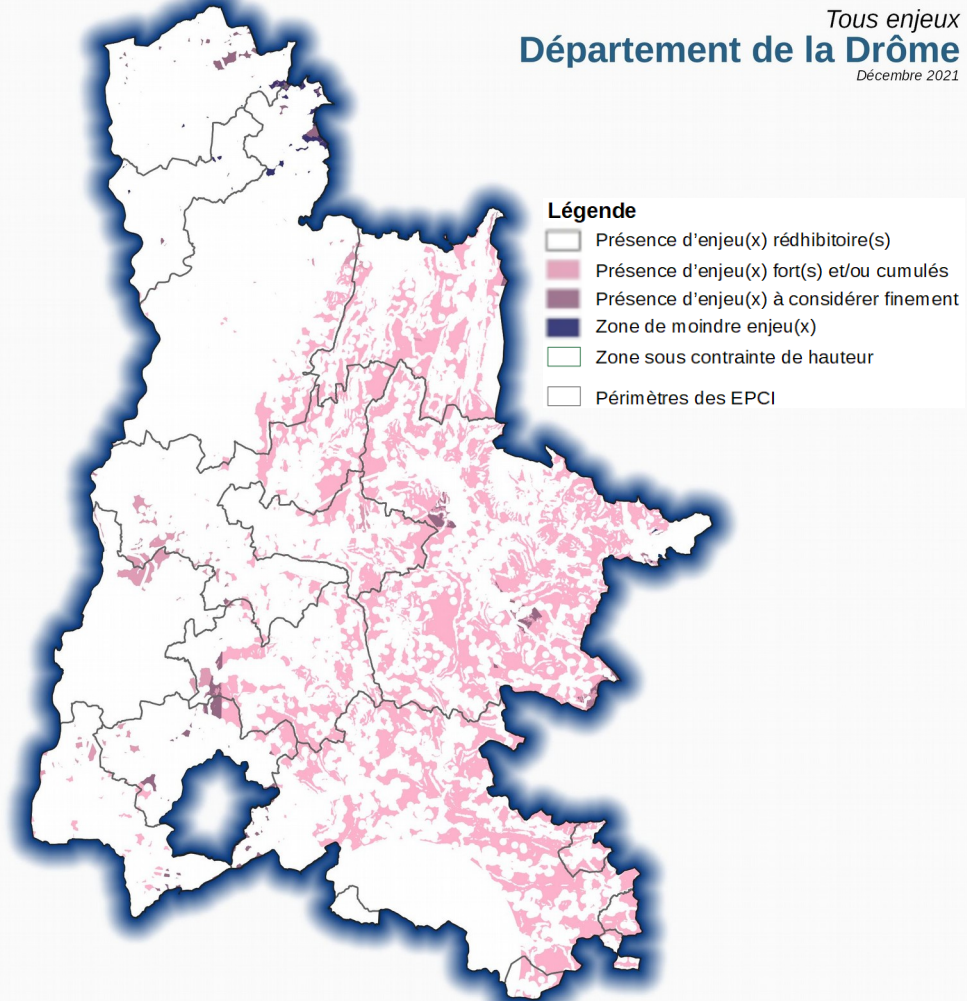 Tous enjeux
Département de la Drôme
Décembre 2021
Légende
Présence d'enjeu(x) rédhibitoire(s)
Présence d'enjeu(x) fort(s) et/ou cumulés
Présence d'enjeu(x) à considérer finement
Zone de moindre enjeu(x)
Zone sous contrainte de hauteur
Périmètres des EPCI